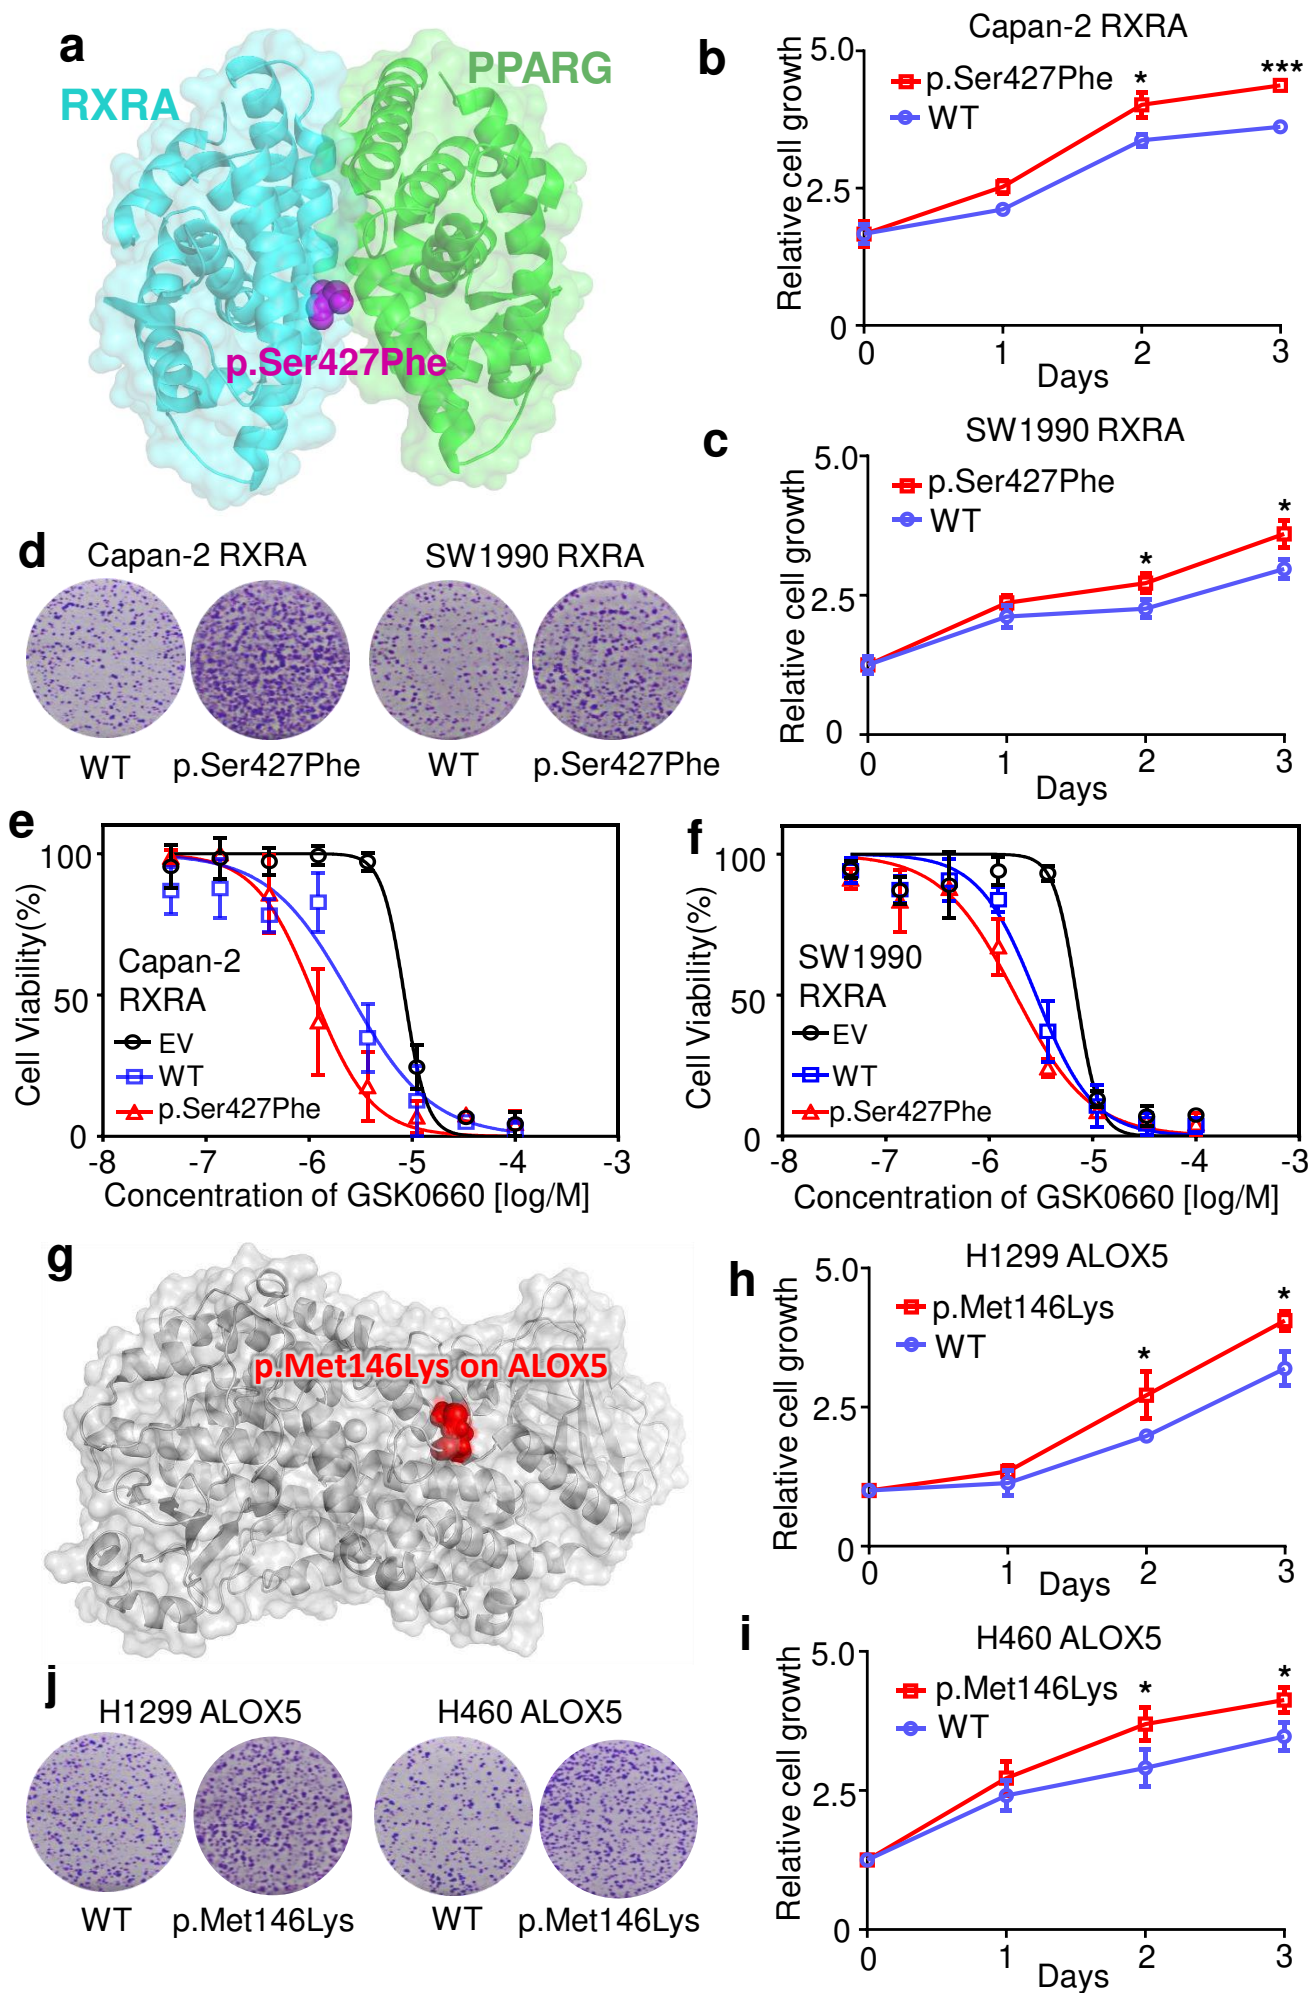 a
RXRA
PPARG
p.Ser427Phe
b
Capan-2 RXRA
Relative cell growth
5.0
2.5
0
p.Ser427Phe
WT
*
***
0 1 2 3
Days
c
SW1990 RXRA
Relative cell growth
5.0
2.5
0
p.Ser427Phe
WT
*
*
0 1 2 3
Days
d
Capan-2 RXRA
SW1990 RXRA
WT
p.Ser427Phe
WT
p.Ser427Phe
e
Cell Viability(%)
100
50
0
Capan-2
RXRA
EV
WT
p.Ser427Phe
-8 -7 -6 -5 -4 -3
Concentration of GSK0660 [log/M]
f
Cell Viability(%)
100
50
0
SW1990
RXRA
EV
WT
p.Ser427Phe
-8 -7 -6 -5 -4 -3
Concentration of GSK0660 [log/M]
g
p.Met146Lys on ALOX5
h
H1299 ALOX5
Relative cell growth
5.0
2.5
0
p.Met146Lys
WT
*
*
0 1 2 3
Days
i
H460 ALOX5
Relative cell growth
5.0
2.5
0
p.Met146Lys
WT
*
*
0 1 2 3
Days
j
H1299 ALOX5
H460 ALOX5
WT
p.Met146Lys
WT
p.Met146Lys